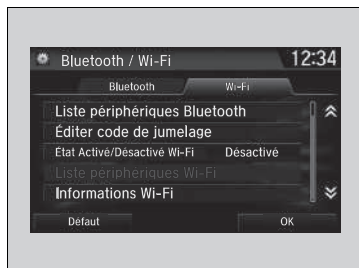 Bluetooth / Wi-Fi 12:34
Bluetooth Wi-Fi
Liste périphériques Bluetooth
Éditer code de jumelage
État Activé/Désactivé Wi-Fi Désactivé
Liste périphériques Wi-Fi
Informations Wi-Fi
Défaut OK